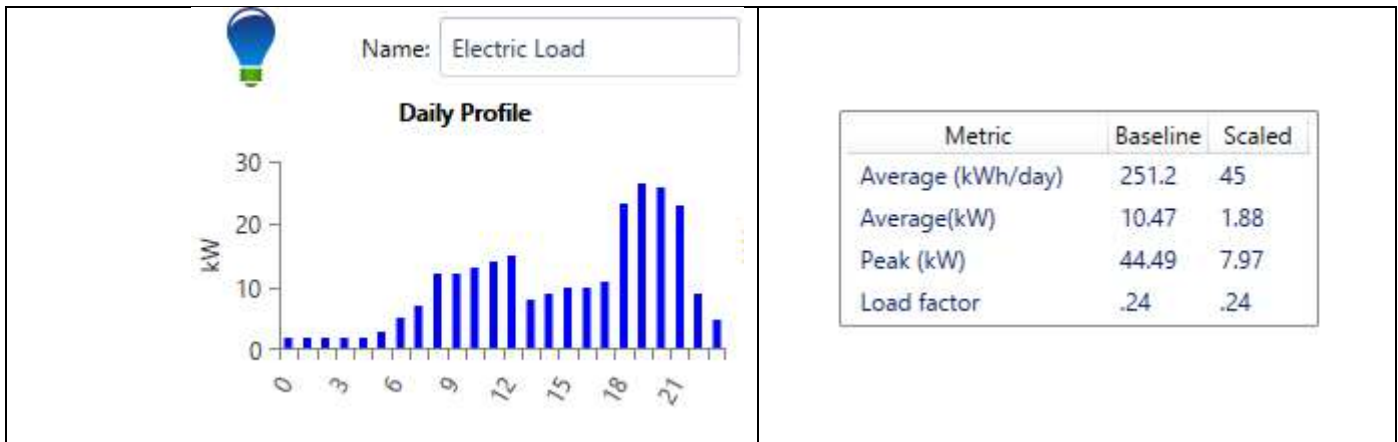 Name: Electric Load
Daily Profile
30
20
10
0
kW
0 3 6 9 12 15 18 21
Metric Baseline Scaled
Average (kWh/day) 251.2 45
Average(kW) 10.47 1.88
Peak (kW) 44.49 7.97
Load factor .24 .24